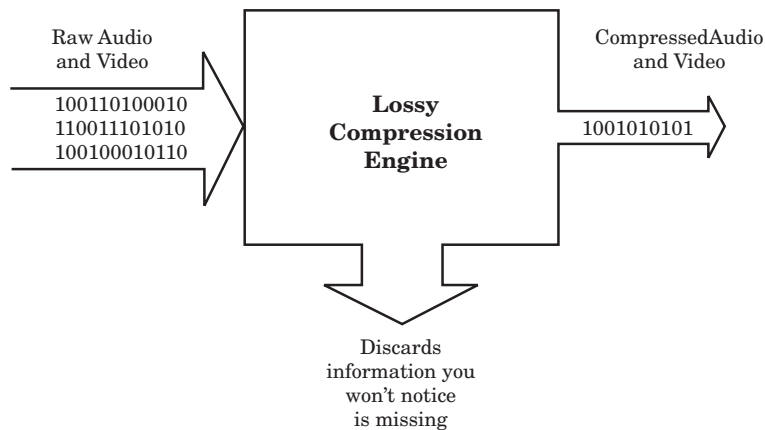 Raw Audio
and Video
100110100010
110011101010
100100010110
Lossy
Compression
Engine
CompressedAudio
and Video
1001010101
Discards
information you
won't notice
is missing